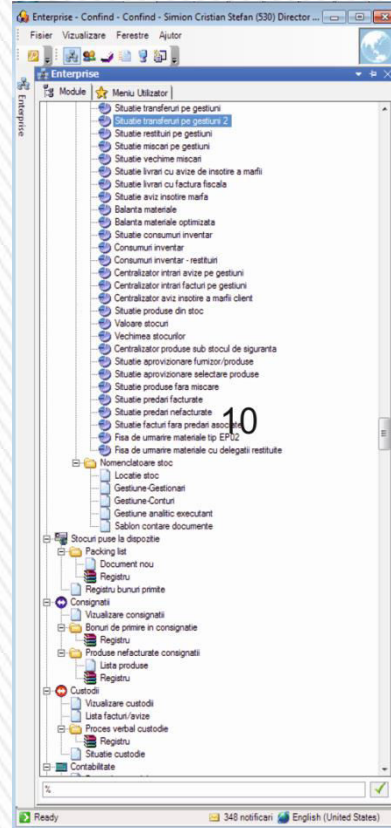 Enterprise - Confind - Confind - Simion Cristian Stefan (530) Director ...
Fisier Vizualizare Ferestre Ajutor
Enterprise
Enterprise
Module Meniu Utilizator
Situatie transferuri pe gestiuni
Situatie transferuri pe gestiuni 2
Situatie restituiri pe gestiuni
Situatie miscari pe gestiuni
Situatie vechime miscari
Situatie livrari cu avize de insotire a marfii
Situatie livrari cu factura fiscala
Situatie aviz insotire marfa
Balanta materiale
Balanta materiale optimizata
Situatie consumuri inventar
Consumuri inventar
Consumuri inventar - restituiri
Centralizator intrari avize pe gestiuni
Centralizator intrari facturi pe gestiuni
Centralizator aviz insotire a marfii client
Situatie produse din stoc
Valoare stocuri
Vechimea stocurilor
Centralizator produse sub stocul de siguranta
Situatie aprovizionare furnizor/produse
Situatie aprovizionare selectare produse
Situatie produse fara miscare
Situatie predari facturate
Situatie predari nefacturate
10
Situatie facturi fara predari asociate
Fisa de urmarire materiale tip EP02
Fisa de urmarire materiale cu delegatii restituite
Nomenclatoare stoc
Locatie stoc
Gestiune-Gestionari
Gestiune-Conturi
Gestiune analitic executant
Sablon contare documente
Stocuri puse la dispozitie
Packing list
Document nou
Registru
Registru bunuri primite
Consignatii
Vizualizare consignatii
Bonuri de primire in consignatie
Registru
Produse nefacturate consignatii
Lista produse
Registru
Custodii
Vizualizare custodii
Lista facturi/avize
Proces verbal custodie
Registru
Situatie custodie
Contabilitate
%
Ready 348 notificari English (United States)